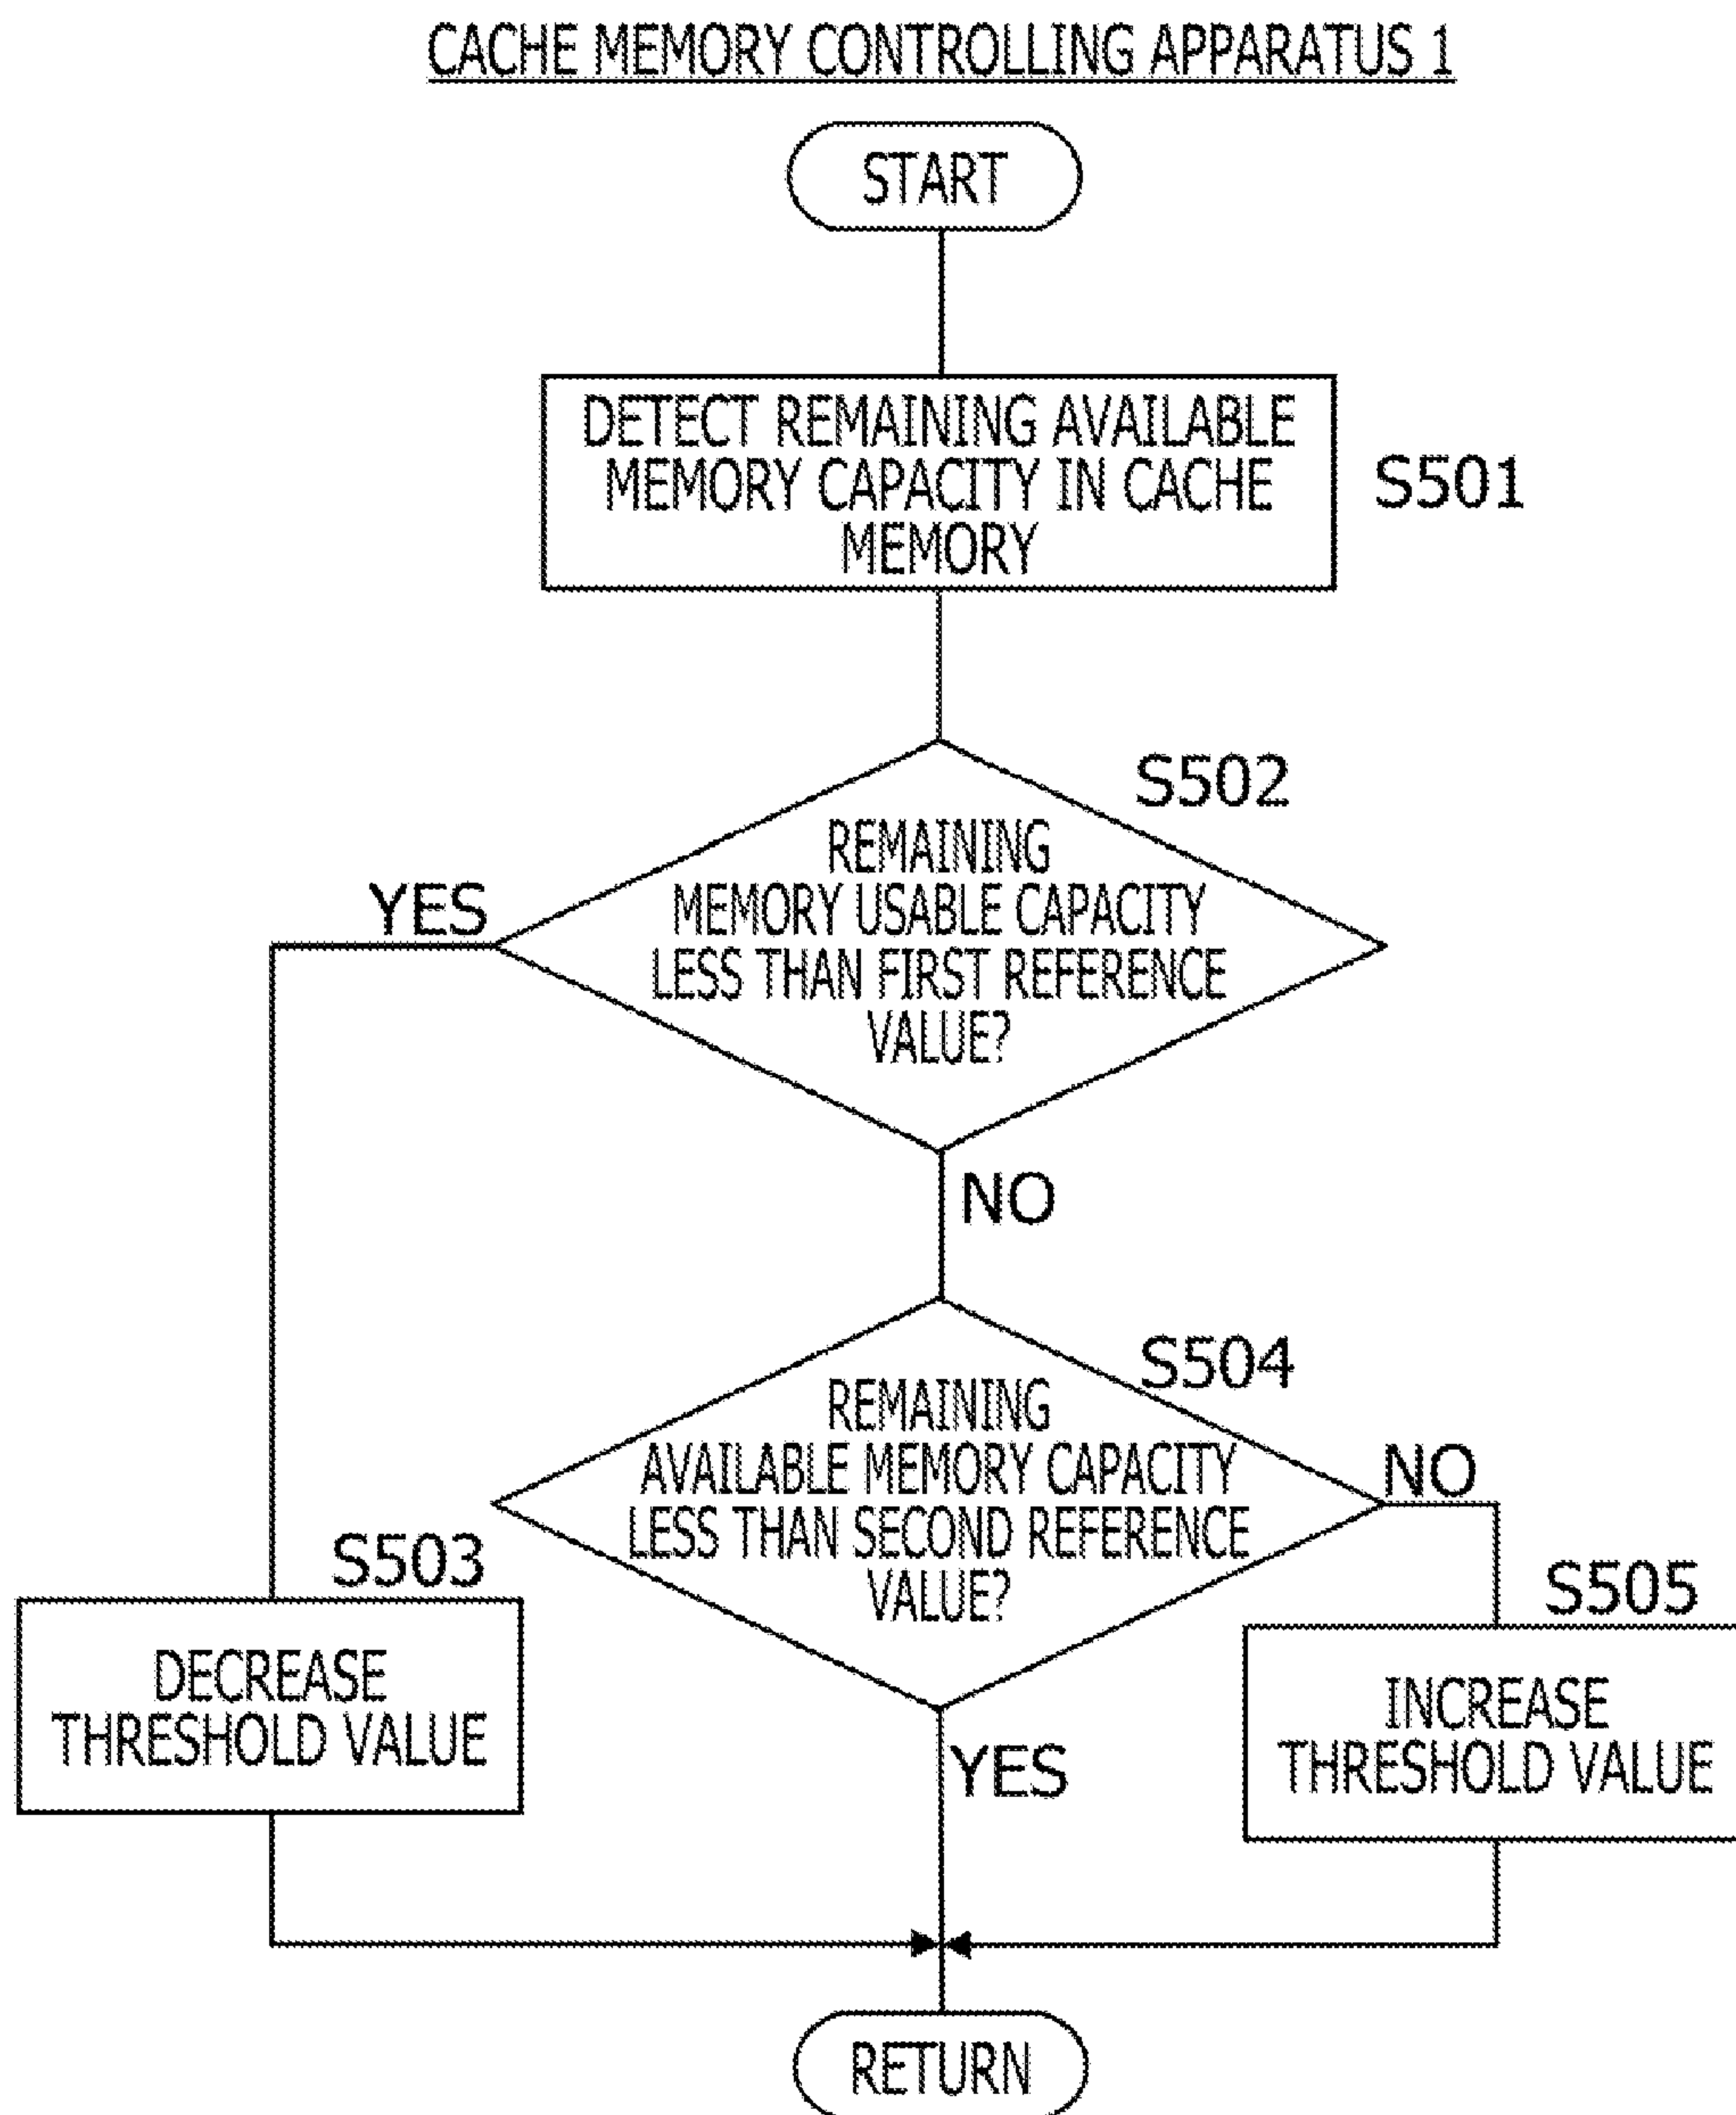 CACHE MEMORY CONTROLLING APPARATUS 1
START
DETECT REMAINING AVAILABLE
MEMORY CAPACITY IN CACHE
MEMORY
S501
S502
REMAINING
MEMORY USABLE CAPACITY
LESS THAN FIRST REFERENCE
VALUE?
YES
NO
S504
REMAINING
AVAILABLE MEMORY CAPACITY
LESS THAN SECOND REFERENCE
VALUE?
NO
YES
S503
DECREASE
THRESHOLD VALUE
S505
INCREASE
THRESHOLD VALUE
RETURN